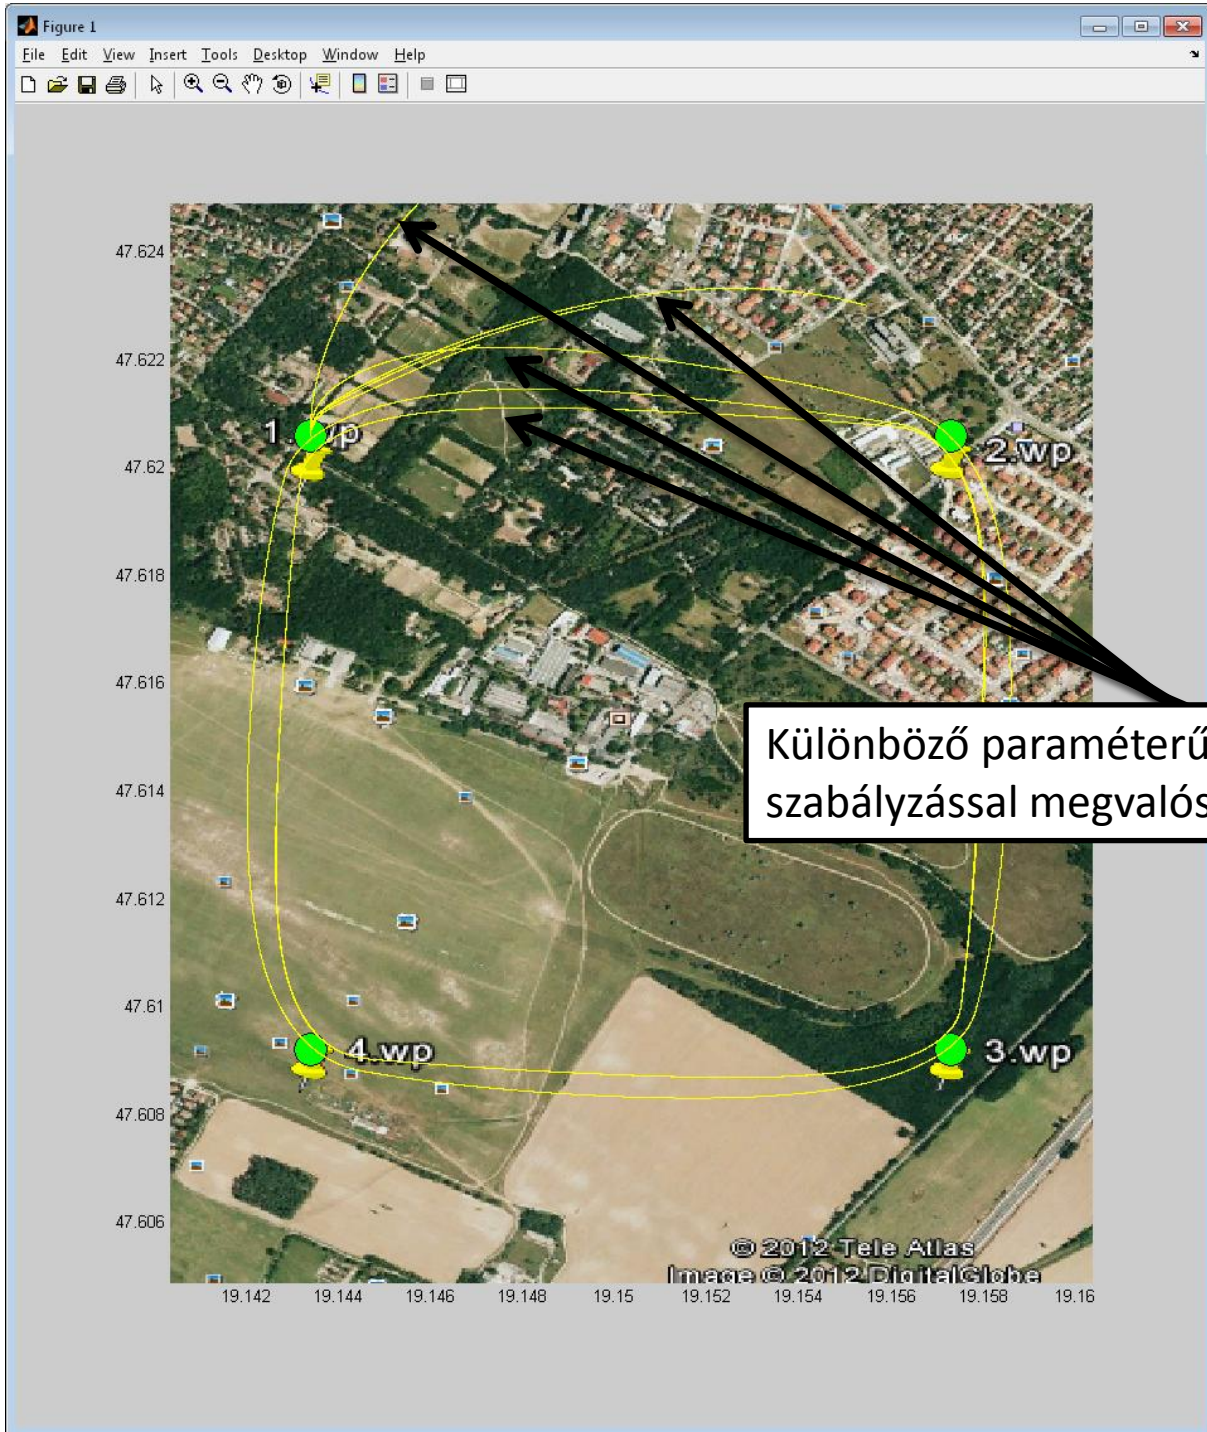 Figure 1
File Edit View Insert Tools Desktop Window Help
47.624
47.622
1.wp
2.wp
47.62
47.618
47.616
Különböző paraméterű
szabályzással megvalós
47.614
47.612
47.61
4.wp
3.wp
47.608
47.606
© 2012 Tele Atlas
Image © 2012 DigitalGlobe
19.142 19.144 19.146 19.148 19.15 19.152 19.154 19.156 19.158 19.16